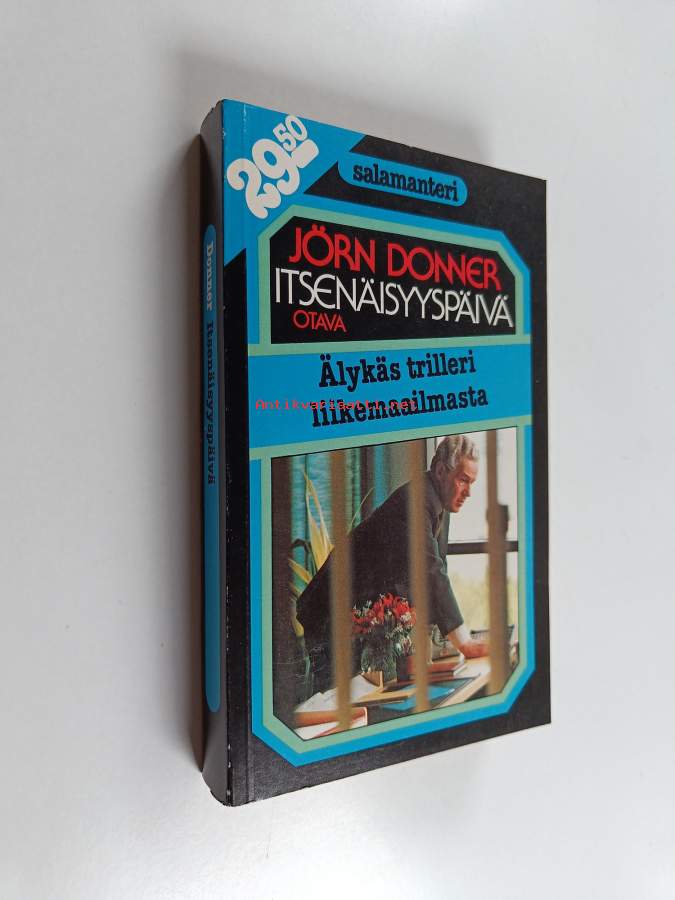 29.50
salamanteri
JÖRN DONNER
ITSENÄISYYSPÄIVÄ
OTAVA
Älykäs trilleri
liikemaailmasta
Antikvariaatti.net
Donner Itsenäisyyspäivä